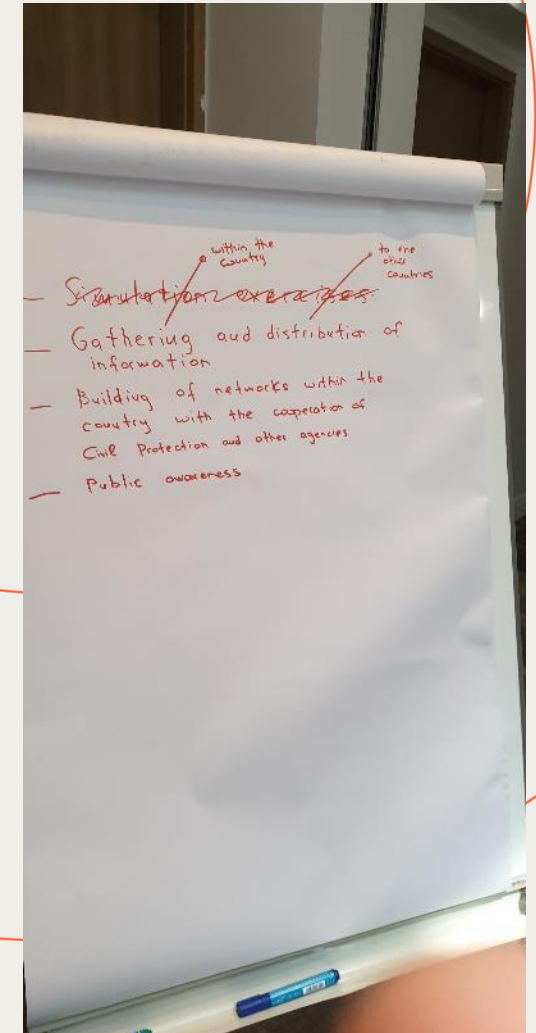 within the
country
to one
other
countries
— Simulation exercises
— Gathering and distribution of
information
— Building of networks within the
country with the cooperation of
Civil Protection and other agencies
— Public awareness